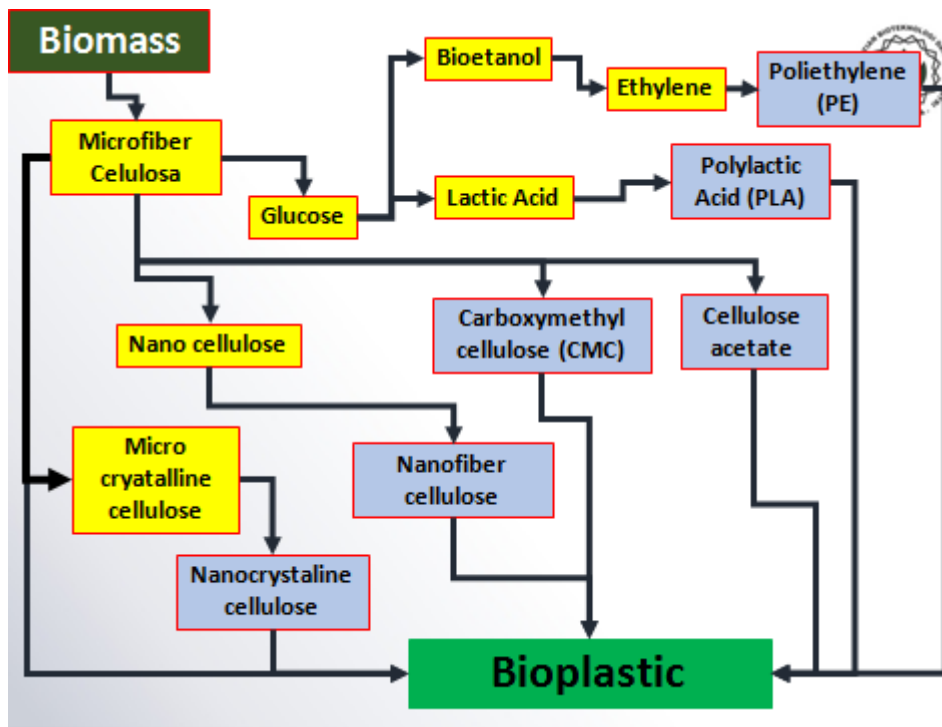 Biomass
Bioetanol
Ethylene
Poliethylene
(PE)
Microfiber
Celulosa
Glucose
Lactic Acid
Polylactic
Acid (PLA)
Nano cellulose
Carboxymethyl
cellulose (CMC)
Cellulose
acetate
Micro
cryatalline
cellulose
Nanofiber
cellulose
Nanocrystaline
cellulose
Bioplastic